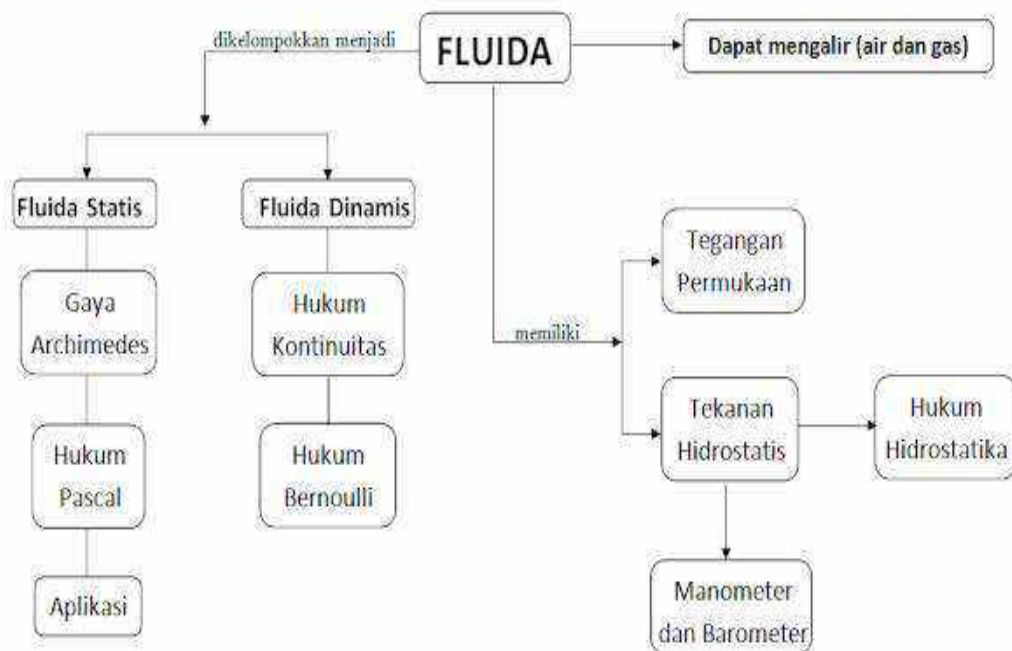 dikelompokkan menjadi
FLUIDA
Dapat mengalir (air dan gas)
Fluida Statis
Fluida Dinamis
Gaya
Archimedes
Hukum
Kontinuitas
Hukum
Pascal
Hukum
Bernoulli
Aplikasi
memiliki
Tegangan
Permukaan
Tekanan
Hidrostatis
Hukum
Hidrostatika
Manometer
dan Barometer